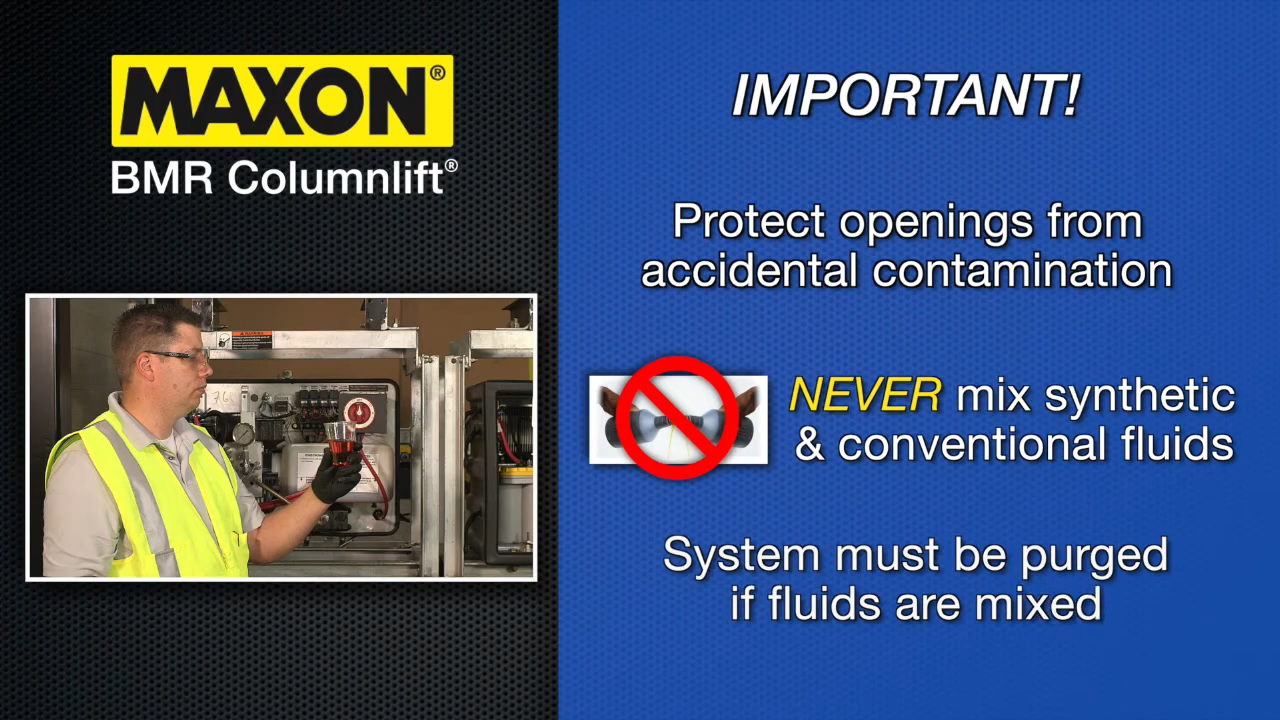 MAXON®
BMR Columnlift®
IMPORTANT!
Protect openings from
accidental contamination
NEVER mix synthetic
& conventional fluids
System must be purged
if fluids are mixed